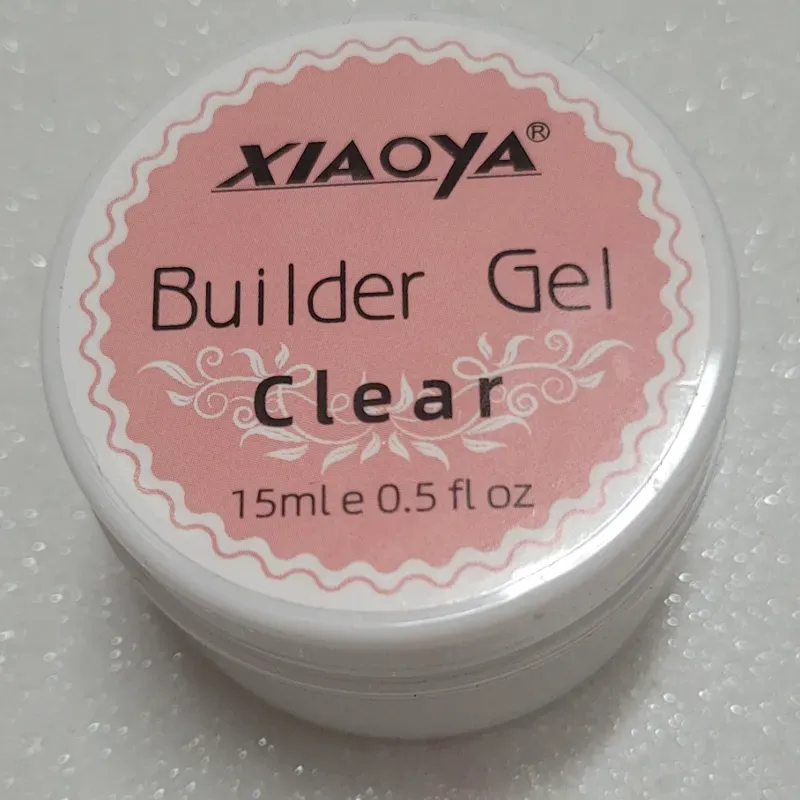 XIAOYA®
Builder Gel
Clear
15ml e 0.5 fl oz